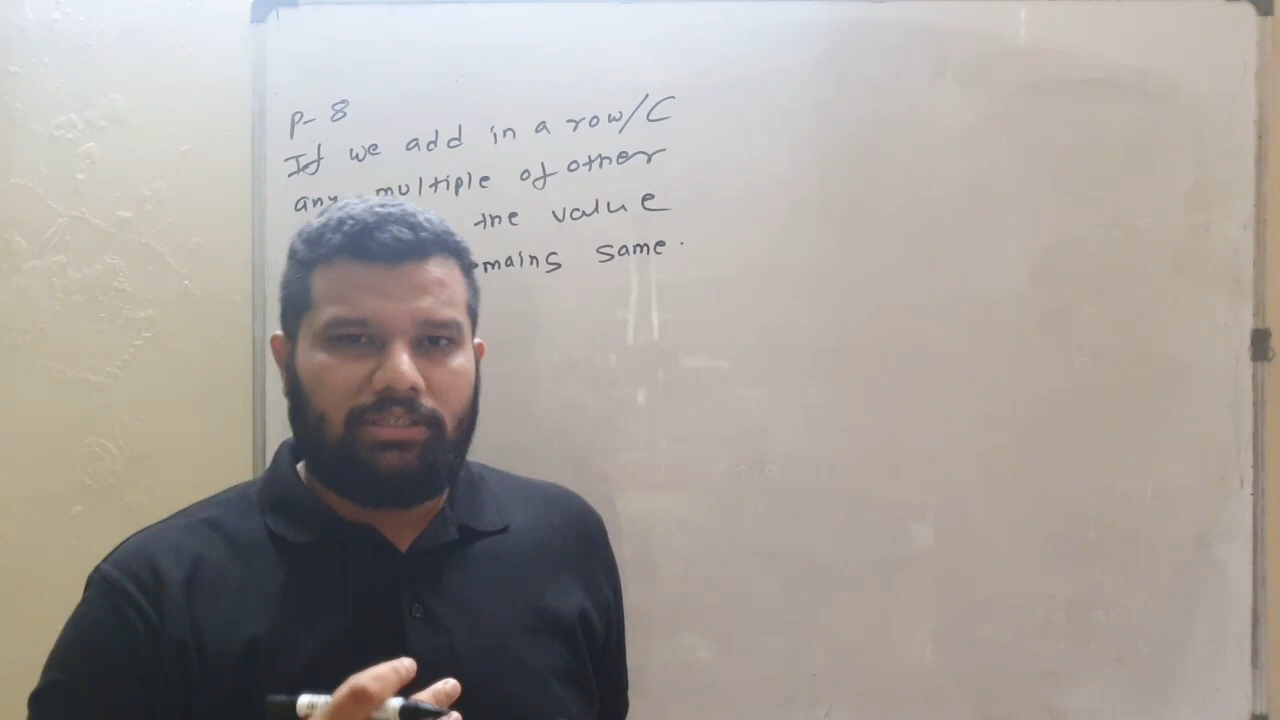 P-8
If we add in a row/C
any multiple of other
the value
mains same.